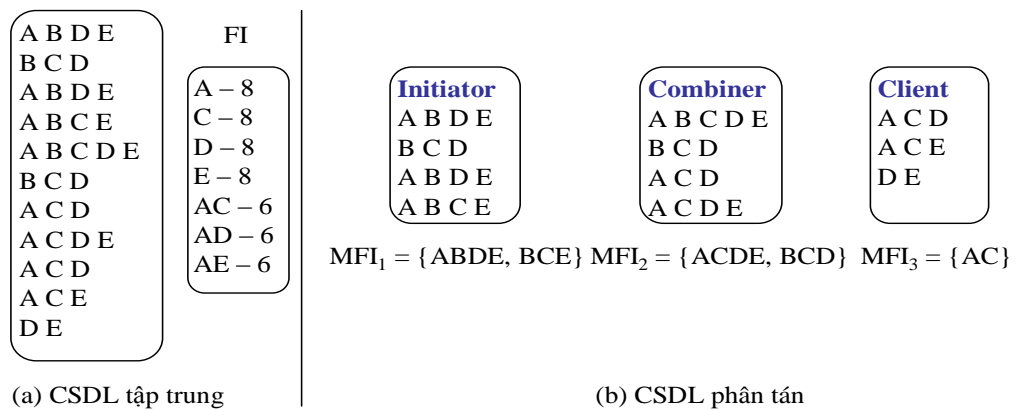 A B D E
B C D
A B D E
A B C E
A B C D E
B C D
A C D
A C D E
A C D
A C E
D E
FI
A – 8
C – 8
D – 8
E – 8
AC – 6
AD – 6
AE – 6
(a) CSDL tập trung
Initiator
A B D E
B C D
A B D E
A B C E
MFI1 = {ABDE, BCE}
Combiner
A B C D E
B C D
A C D
A C D E
MFI2 = {ACDE, BCD}
Client
A C D
A C E
D E
MFI3 = {AC}
(b) CSDL phân tán